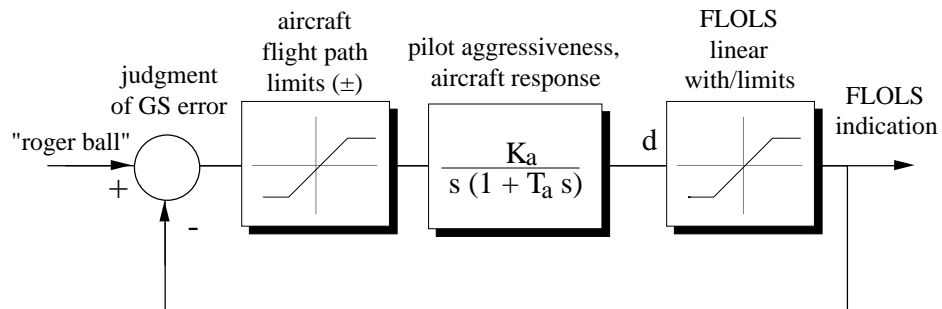 aircraft
flight path
limits (±)
pilot aggressiveness,
aircraft response
FLOLS
linear
with/limits
judgment
of GS error
FLOLS
indication
"roger ball"
+
-
K_a
s (1 + T_a s)
d